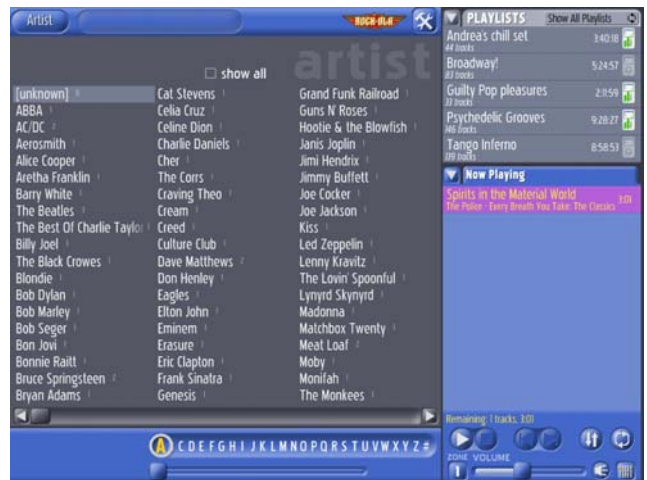 Artist
ROCK-OLA
artist
show all
[unknown]
ABBA
AC/DC
Aerosmith
Alice Cooper
Aretha Franklin
Barry White
The Beatles
The Best Of Charlie Taylor
Billy Joel
The Black Crowes
Blondie
Bob Dylan
Bob Marley
Bob Seger
Bon Jovi
Bonnie Raitt
Bruce Springsteen
Bryan Adams
Cat Stevens
Celia Cruz
Celine Dion
Charlie Daniels
Cher
The Corrs
Craving Theo
Cream
Creed
Culture Club
Dave Matthews
Don Henley
Eagles
Elton John
Eminem
Erasure
Eric Clapton
Frank Sinatra
Genesis
Grand Funk Railroad
Guns N' Roses
Hootie & the Blowfish
Janis Joplin
Jimi Hendrix
Jimmy Buffett
Joe Cocker
Joe Jackson
Kiss
Led Zeppelin
Lenny Kravitz
The Lovin' Spoonful
Lynyrd Skynyrd
Madonna
Matchbox Twenty
Meat Loaf
Moby
Monifah
The Monkees
A C D E F G H I J K L M N O P Q R S T U V W X Y Z #
PLAYLISTS Show All Playlists
Andrea's chill set 3:40:18
44 tracks
Broadway! 5:24:57
83 tracks
Guilty Pop pleasures 2:11:59
33 tracks
Psychedelic Grooves 9:28:27
146 tracks
Tango Inferno 8:58:53
179 tracks
Now Playing
Spirits in the Material World 3:01
The Police - Every Breath You Take: The Classics
Remaining: 1 tracks, 3:01
ZONE VOLUME
1